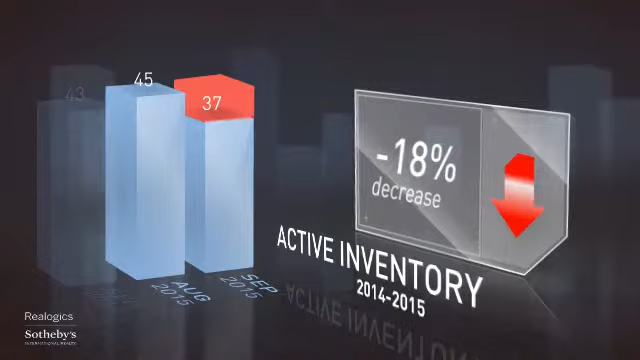 43
45
37
AUG
2015
SEP
2015
-18%
decrease
ACTIVE INVENTORY
2014-2015
Realogics
Sotheby's
INTERNATIONAL REALTY